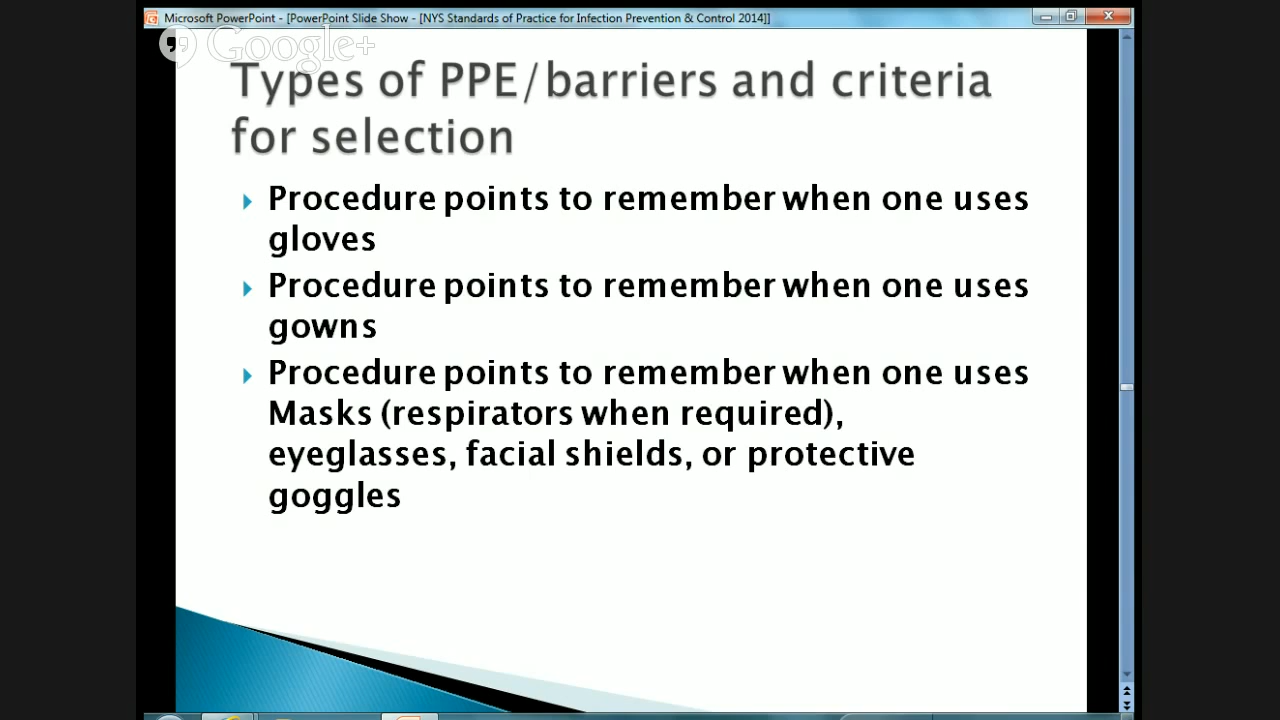 Microsoft PowerPoint - [PowerPoint Slide Show - [NYS Standards of Practice for Infection Prevention & Control 2014]]
Google+
Types of PPE/barriers and criteria
for selection
Procedure points to remember when one uses
gloves
Procedure points to remember when one uses
gowns
Procedure points to remember when one uses
Masks (respirators when required),
eyeglasses, facial shields, or protective
goggles